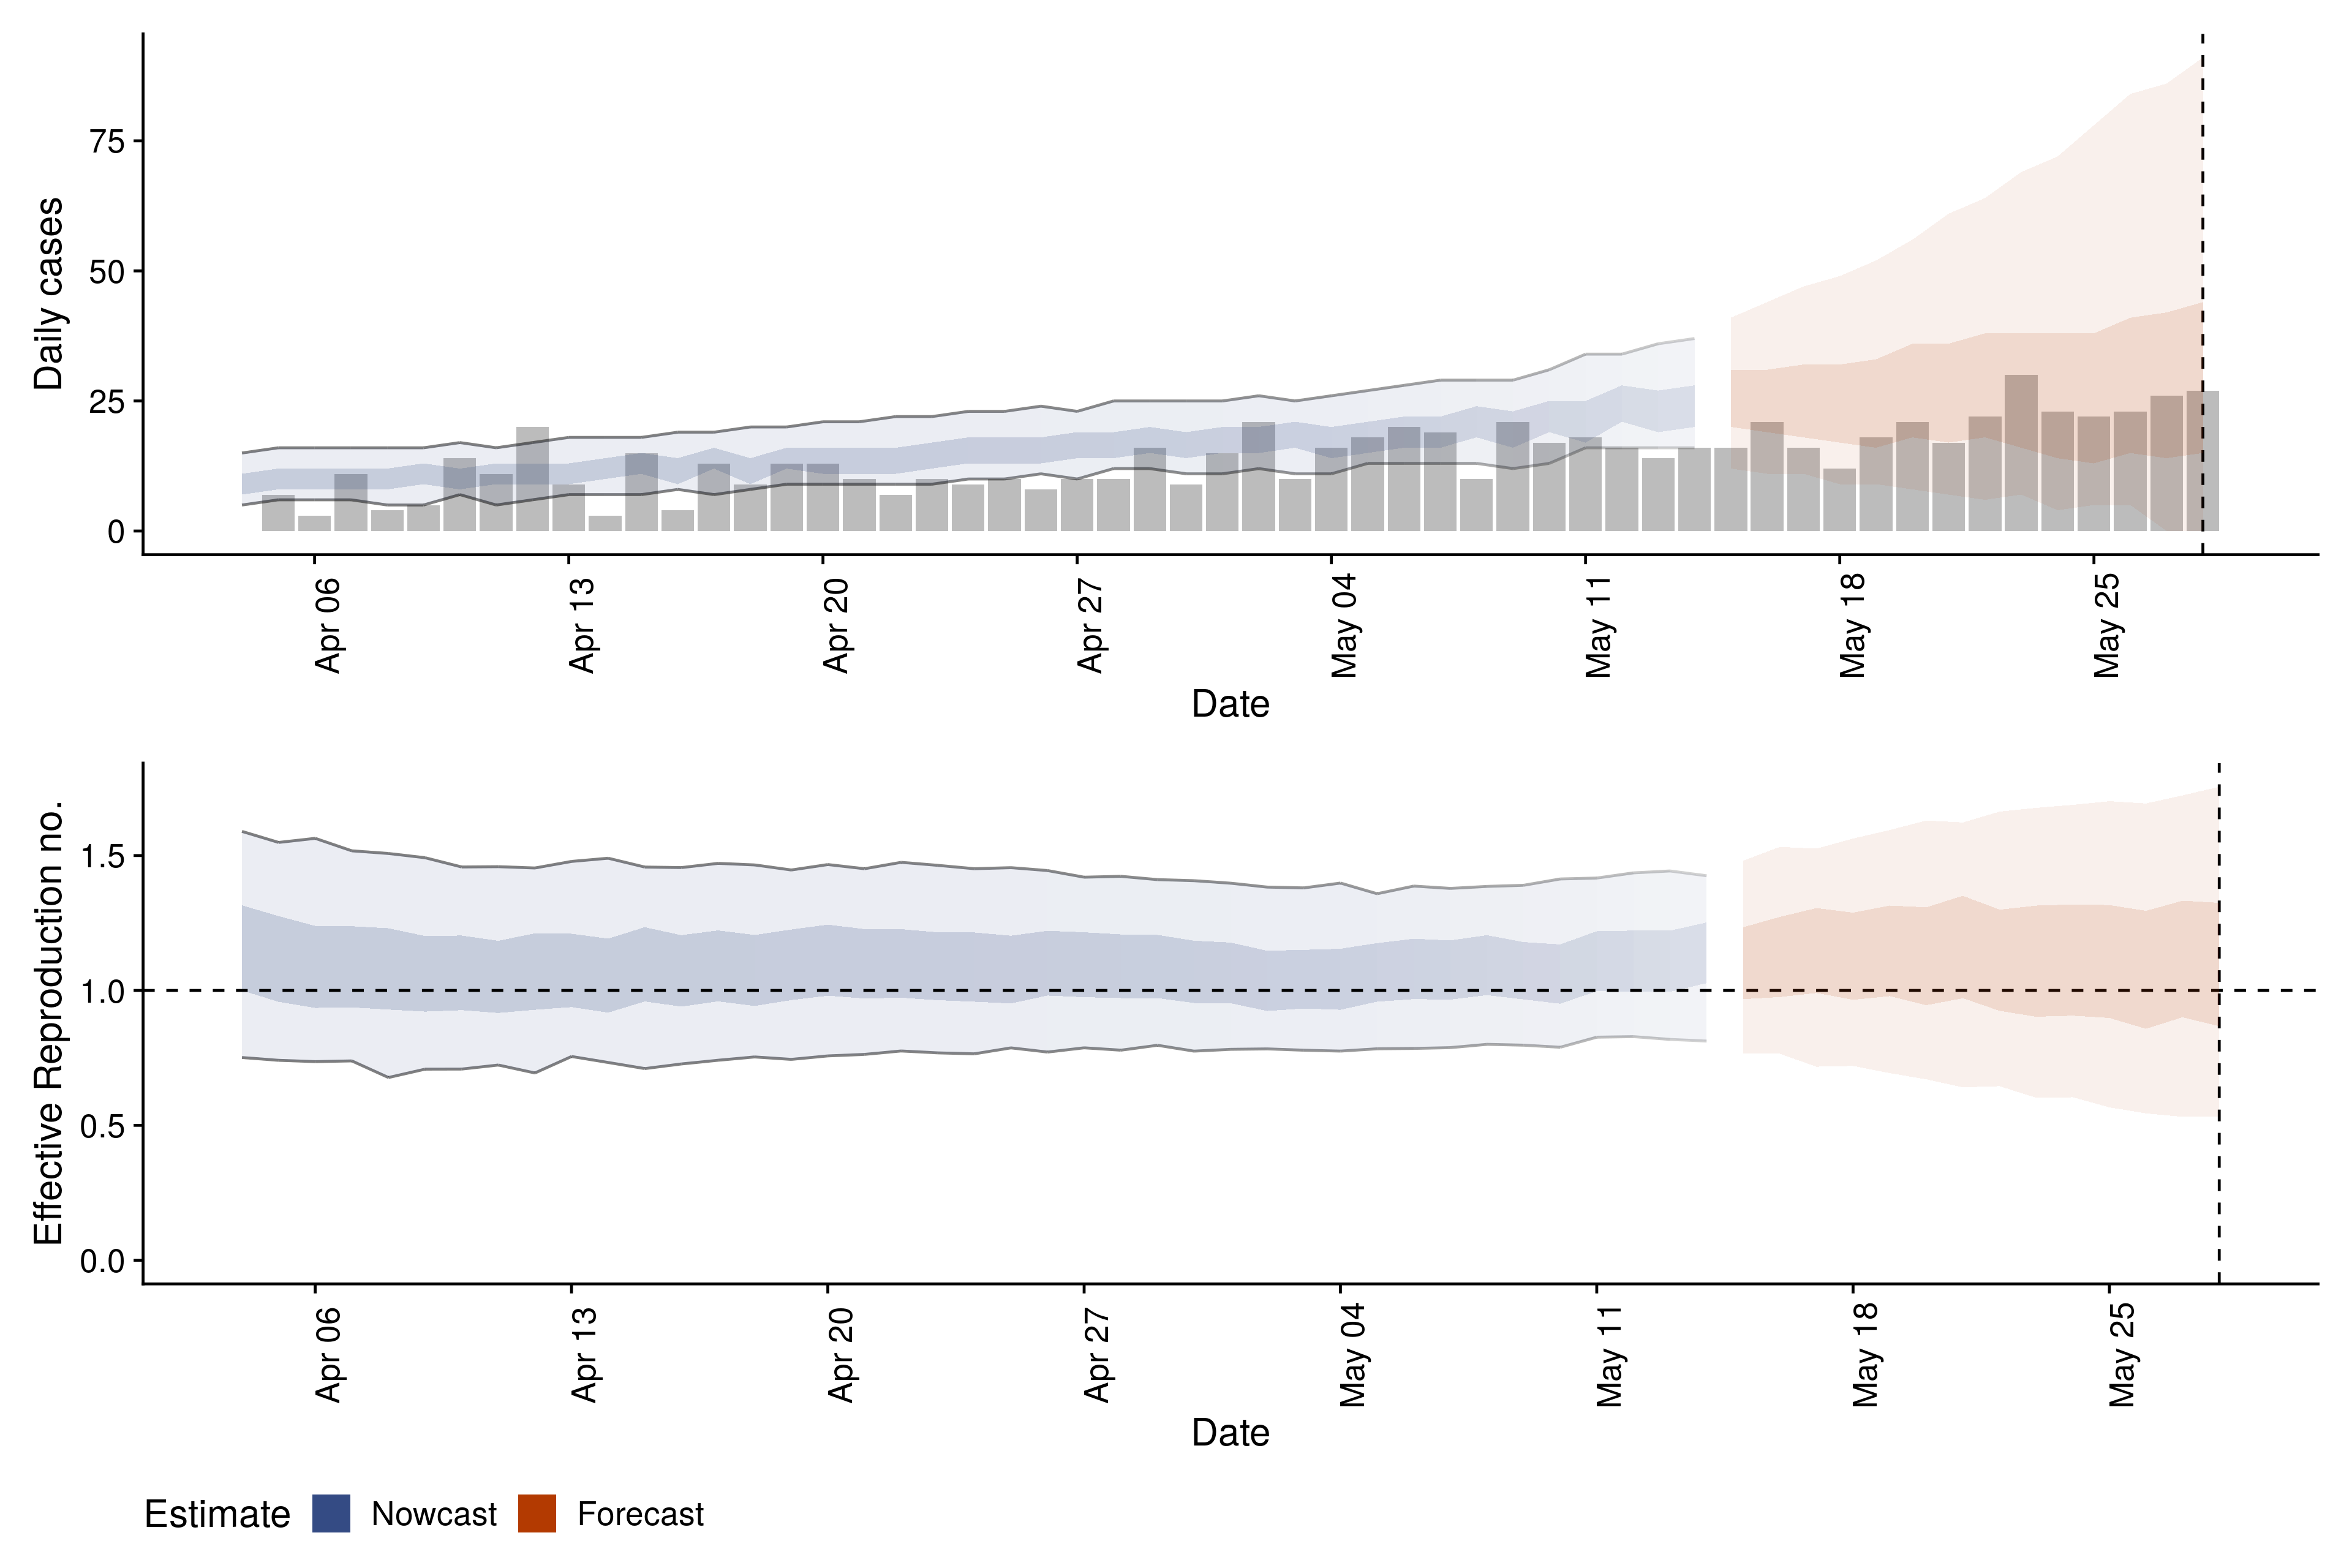 Daily cases
75
50
25
0
Apr 06
Apr 13
Apr 20
Apr 27
May 04
May 11
May 18
May 25
Date
Effective Reproduction no.
1.5
1.0
0.5
0.0
Apr 06
Apr 13
Apr 20
Apr 27
May 04
May 11
May 18
May 25
Date
Estimate Nowcast Forecast